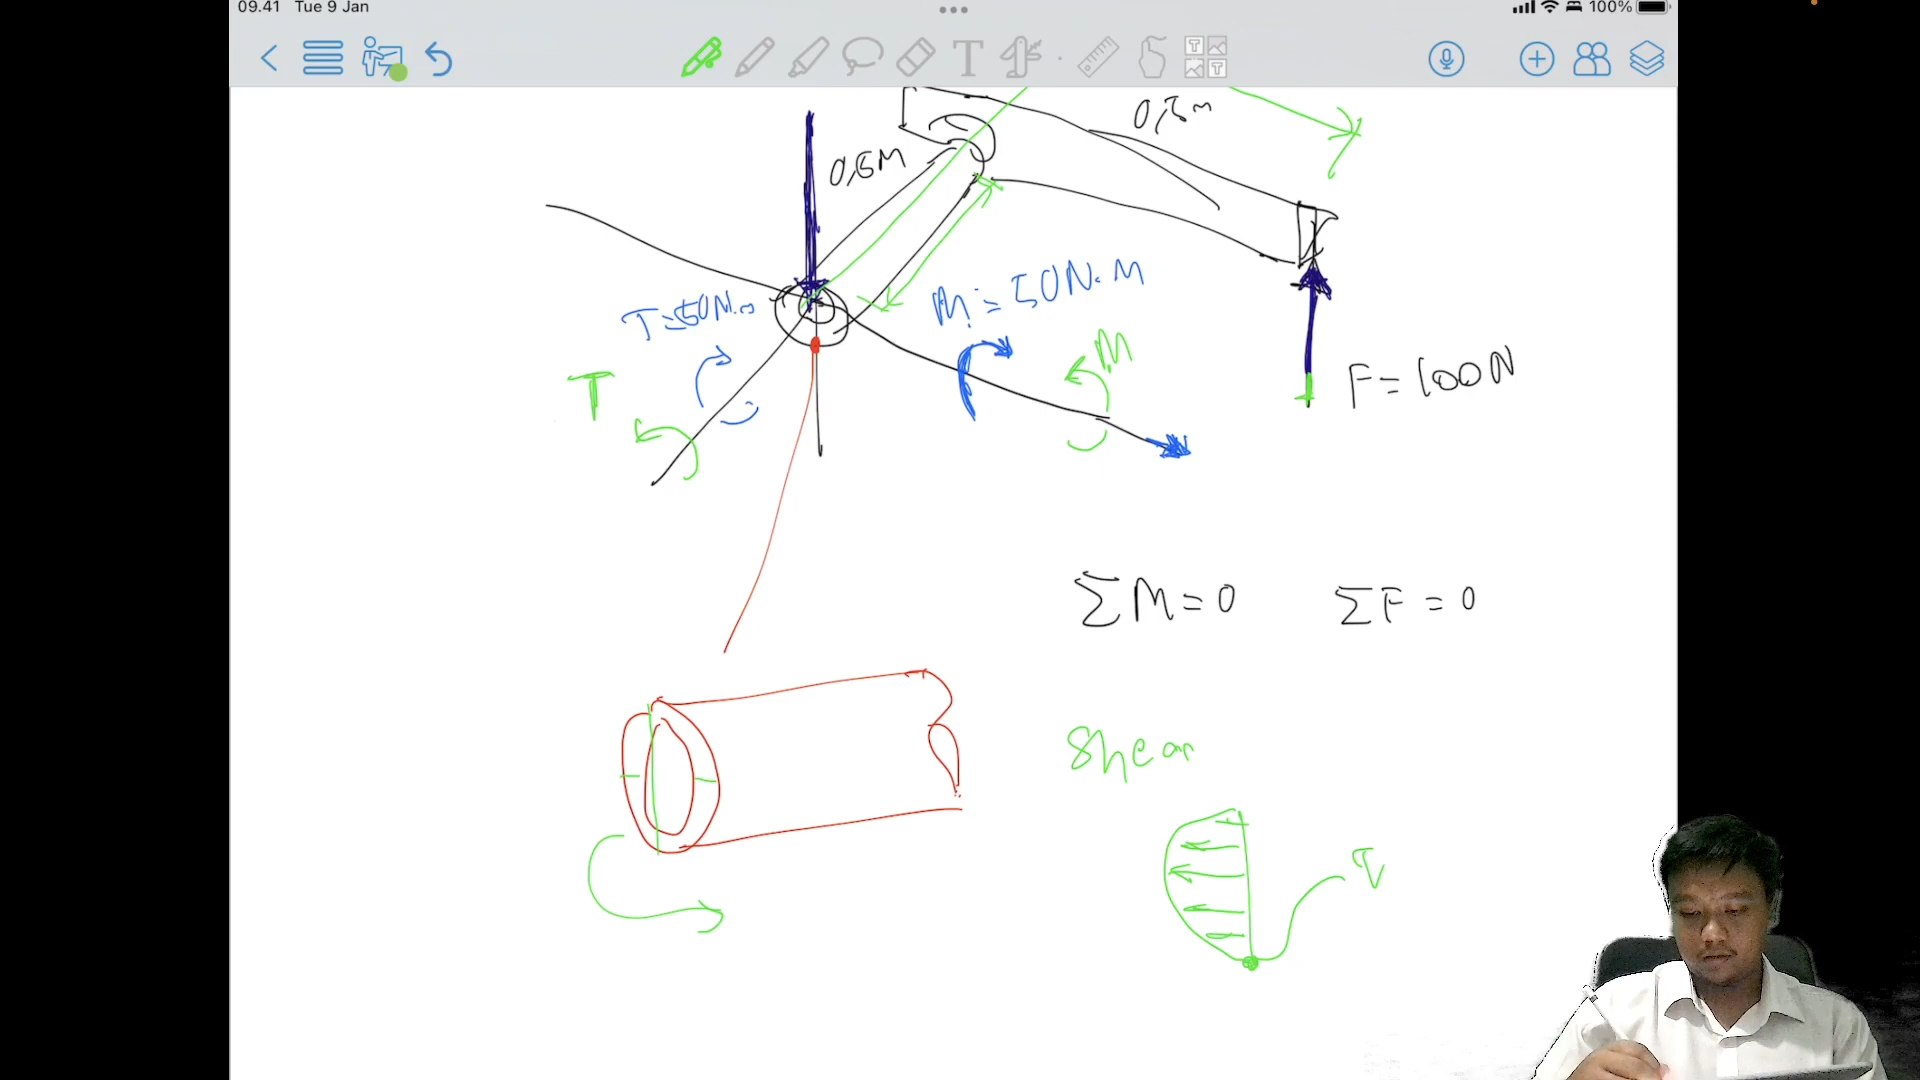 09.41 Tue 9 Jan
100%
T
0,5m
0,5M
T=50N.m
M=50N.M
M
T
F=100N
ΣM=0 ΣF=0
Shear
τ